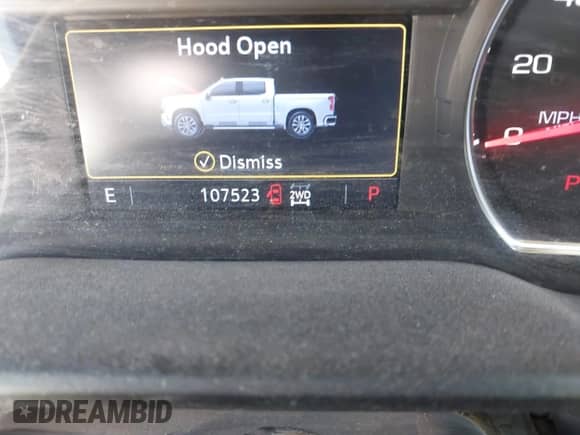 Hood Open
Dismiss
E 107523 2WD P
20
MPH
0
P
DREAMBID